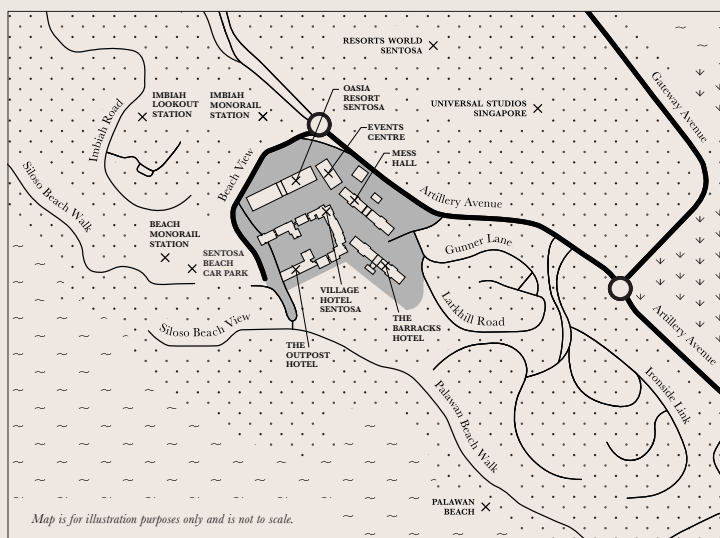 RESORTS WORLD
SENTOSA
Gateway Avenue
IMBIAH
LOOKOUT
STATION
IMBIAH
MONORAIL
STATION
OASIA
RESORT
SENTOSA
UNIVERSAL STUDIOS
SINGAPORE
EVENTS
CENTRE
MESS
HALL
Imbiah Road
Beach View
Siloso Beach Walk
Artillery Avenue
BEACH
MONORAIL
STATION
SENTOSA
BEACH
CAR PARK
Gunner Lane
VILLAGE
HOTEL
SENTOSA
Larkhill Road
THE
BARRACKS
HOTEL
Artillery Avenue
Siloso Beach View
THE
OUTPOST
HOTEL
Ironside Link
Palawan Beach Walk
PALAWAN
BEACH
Map is for illustration purposes only and is not to scale.